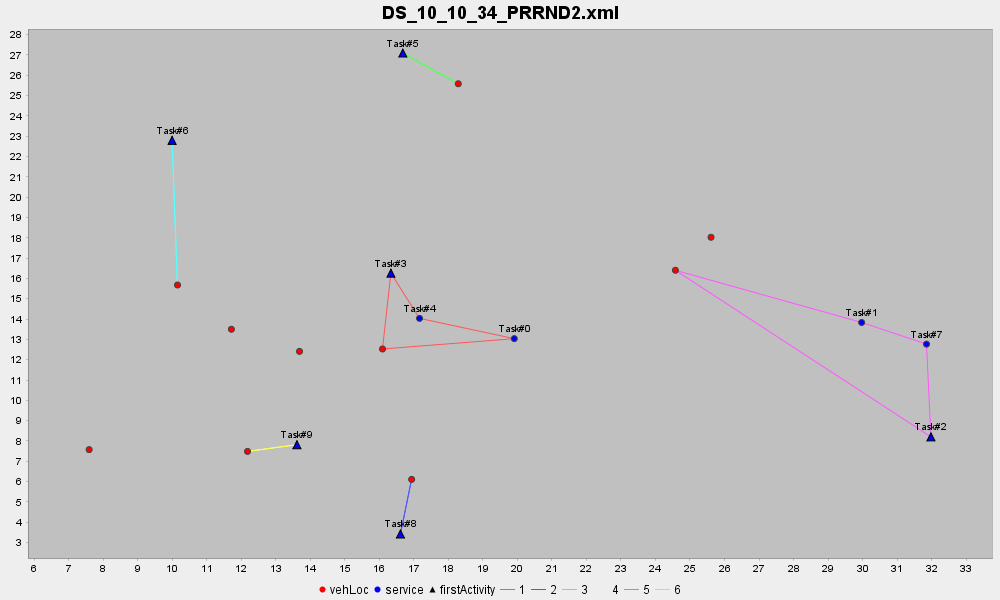 DS_10_10_34_PRRND2.xml
28
27
26
25
24
23
22
21
20
19
18
17
16
15
14
13
12
11
10
9
8
7
6
5
4
3
Task#5
Task#6
Task#3
Task#4
Task#0
Task#1
Task#7
Task#2
Task#9
Task#8
6 7 8 9 10 11 12 13 14 15 16 17 18 19 20 21 22 23 24 25 26 27 28 29 30 31 32 33
vehLoc service firstActivity 1 2 3 4 5 6